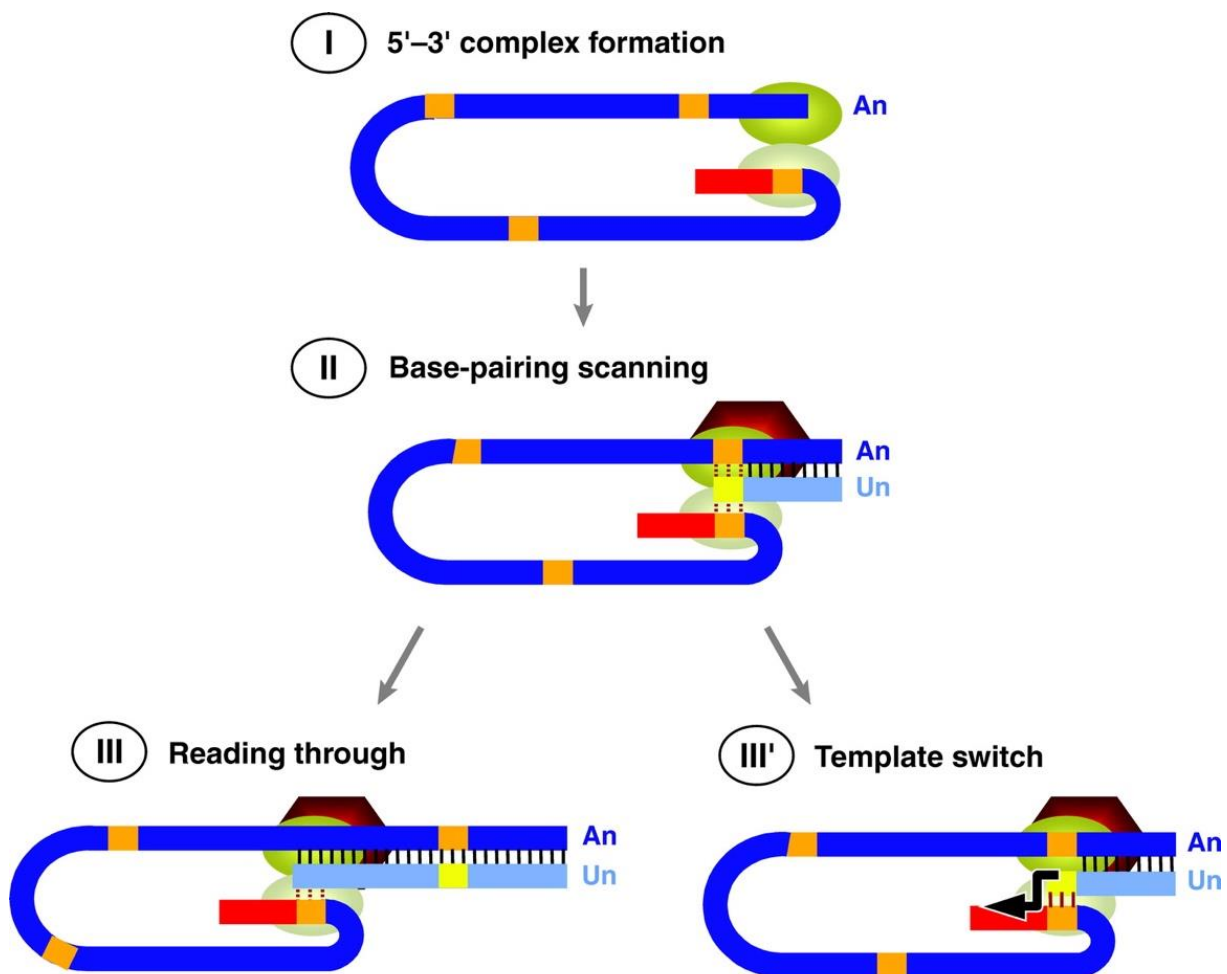 I 5'–3' complex formation
An
II Base-pairing scanning
An
Un
III Reading through
An
Un
III' Template switch
An
Un